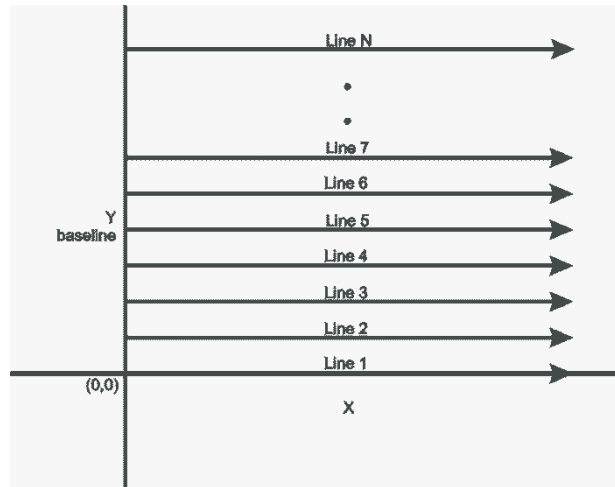 Line N
Line 7
Line 6
Y
baseline
Line 5
Line 4
Line 3
Line 2
Line 1
(0,0)
X